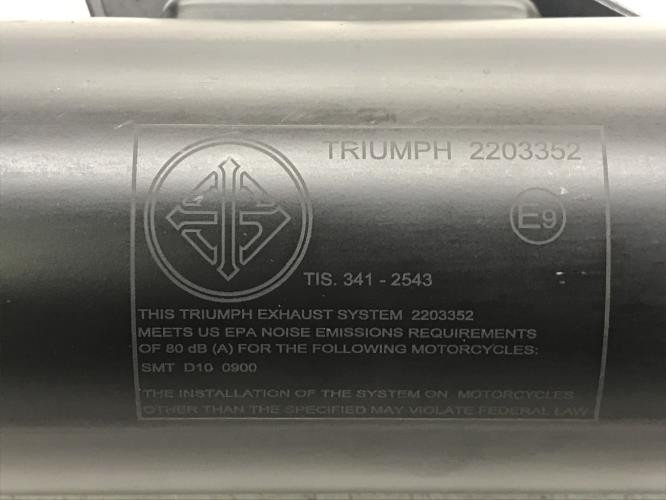 TRIUMPH 2203352
E9
TIS. 341 - 2543
THIS TRIUMPH EXHAUST SYSTEM 2203352
MEETS US EPA NOISE EMISSIONS REQUIREMENTS
OF 80 dB (A) FOR THE FOLLOWING MOTORCYCLES:
SMT D10 0900
THE INSTALLATION OF THE SYSTEM ON MOTORCYCLES
OTHER THAN THE SPECIFIED MAY VIOLATE FEDERAL LAW